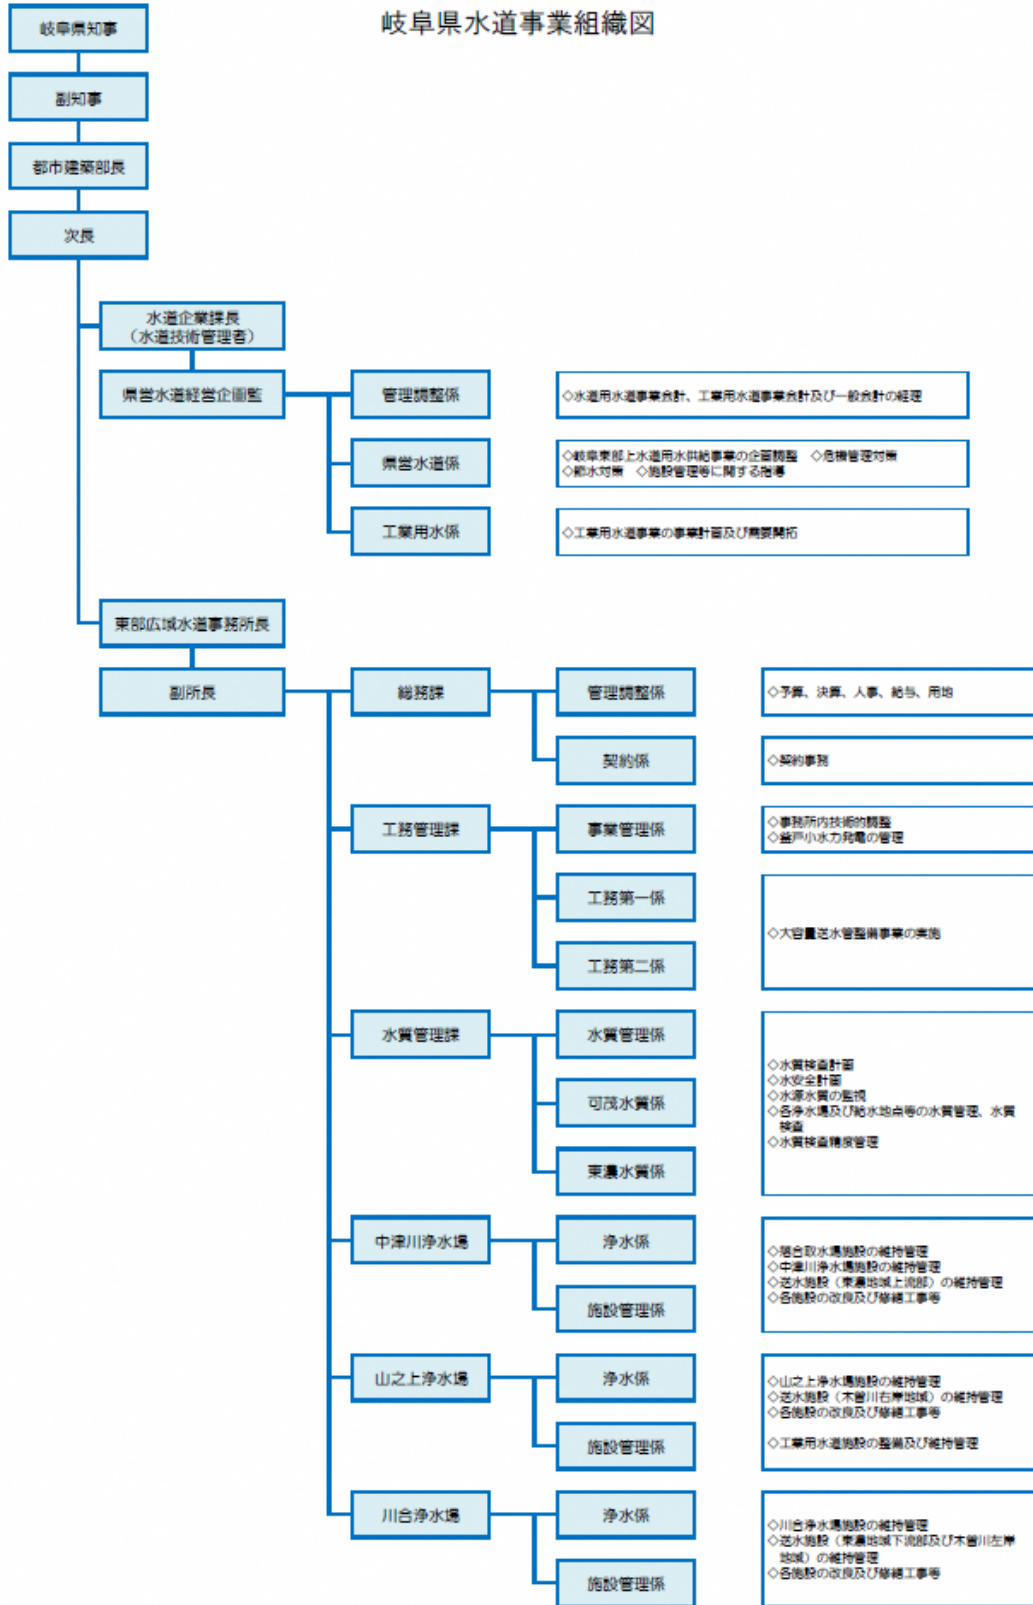 岐阜県水道事業組織図
岐阜県知事
副知事
都市建築部長
次長
水道企業課長
（水道技術管理者）
県営水道経営企画監
管理調整係
◇水道用水道事業会計、工業用水道事業会計及び一般会計の経理
県営水道係
◇岐阜東部上水道用水供給事業の企画調整　◇危機管理対策
◇節水対策　◇施設管理等に関する指導
工業用水係
◇工業用水道事業の事業計画及び需要開拓
東部広域水道事務所長
副所長
総務課
管理調整係
◇予算、決算、人事、給与、用地
契約係
◇契約事務
工務管理課
事業管理係
◇事務所内技術的調整
◇釜戸小水力発電の管理
工務第一係
工務第二係
◇大容量送水管整備事業の実施
水質管理課
水質管理係
可茂水質係
東濃水質係
◇水質検査計画
◇水安全計画
◇水源水質の監視
◇各浄水場及び給水地点等の水質管理、水質
検査
◇水質検査精度管理
中津川浄水場
浄水係
施設管理係
◇落合取水場施設の維持管理
◇中津川浄水場施設の維持管理
◇送水施設（東濃地域上流部）の維持管理
◇各施設の改良及び修繕工事等
山之上浄水場
浄水係
施設管理係
◇山之上浄水場施設の維持管理
◇送水施設（木曽川右岸地域）の維持管理
◇各施設の改良及び修繕工事等
◇工業用水道施設の整備及び維持管理
川合浄水場
浄水係
施設管理係
◇川合浄水場施設の維持管理
◇送水施設（東濃地域下流部及び木曽川左岸
地域）の維持管理
◇各施設の改良及び修繕工事等